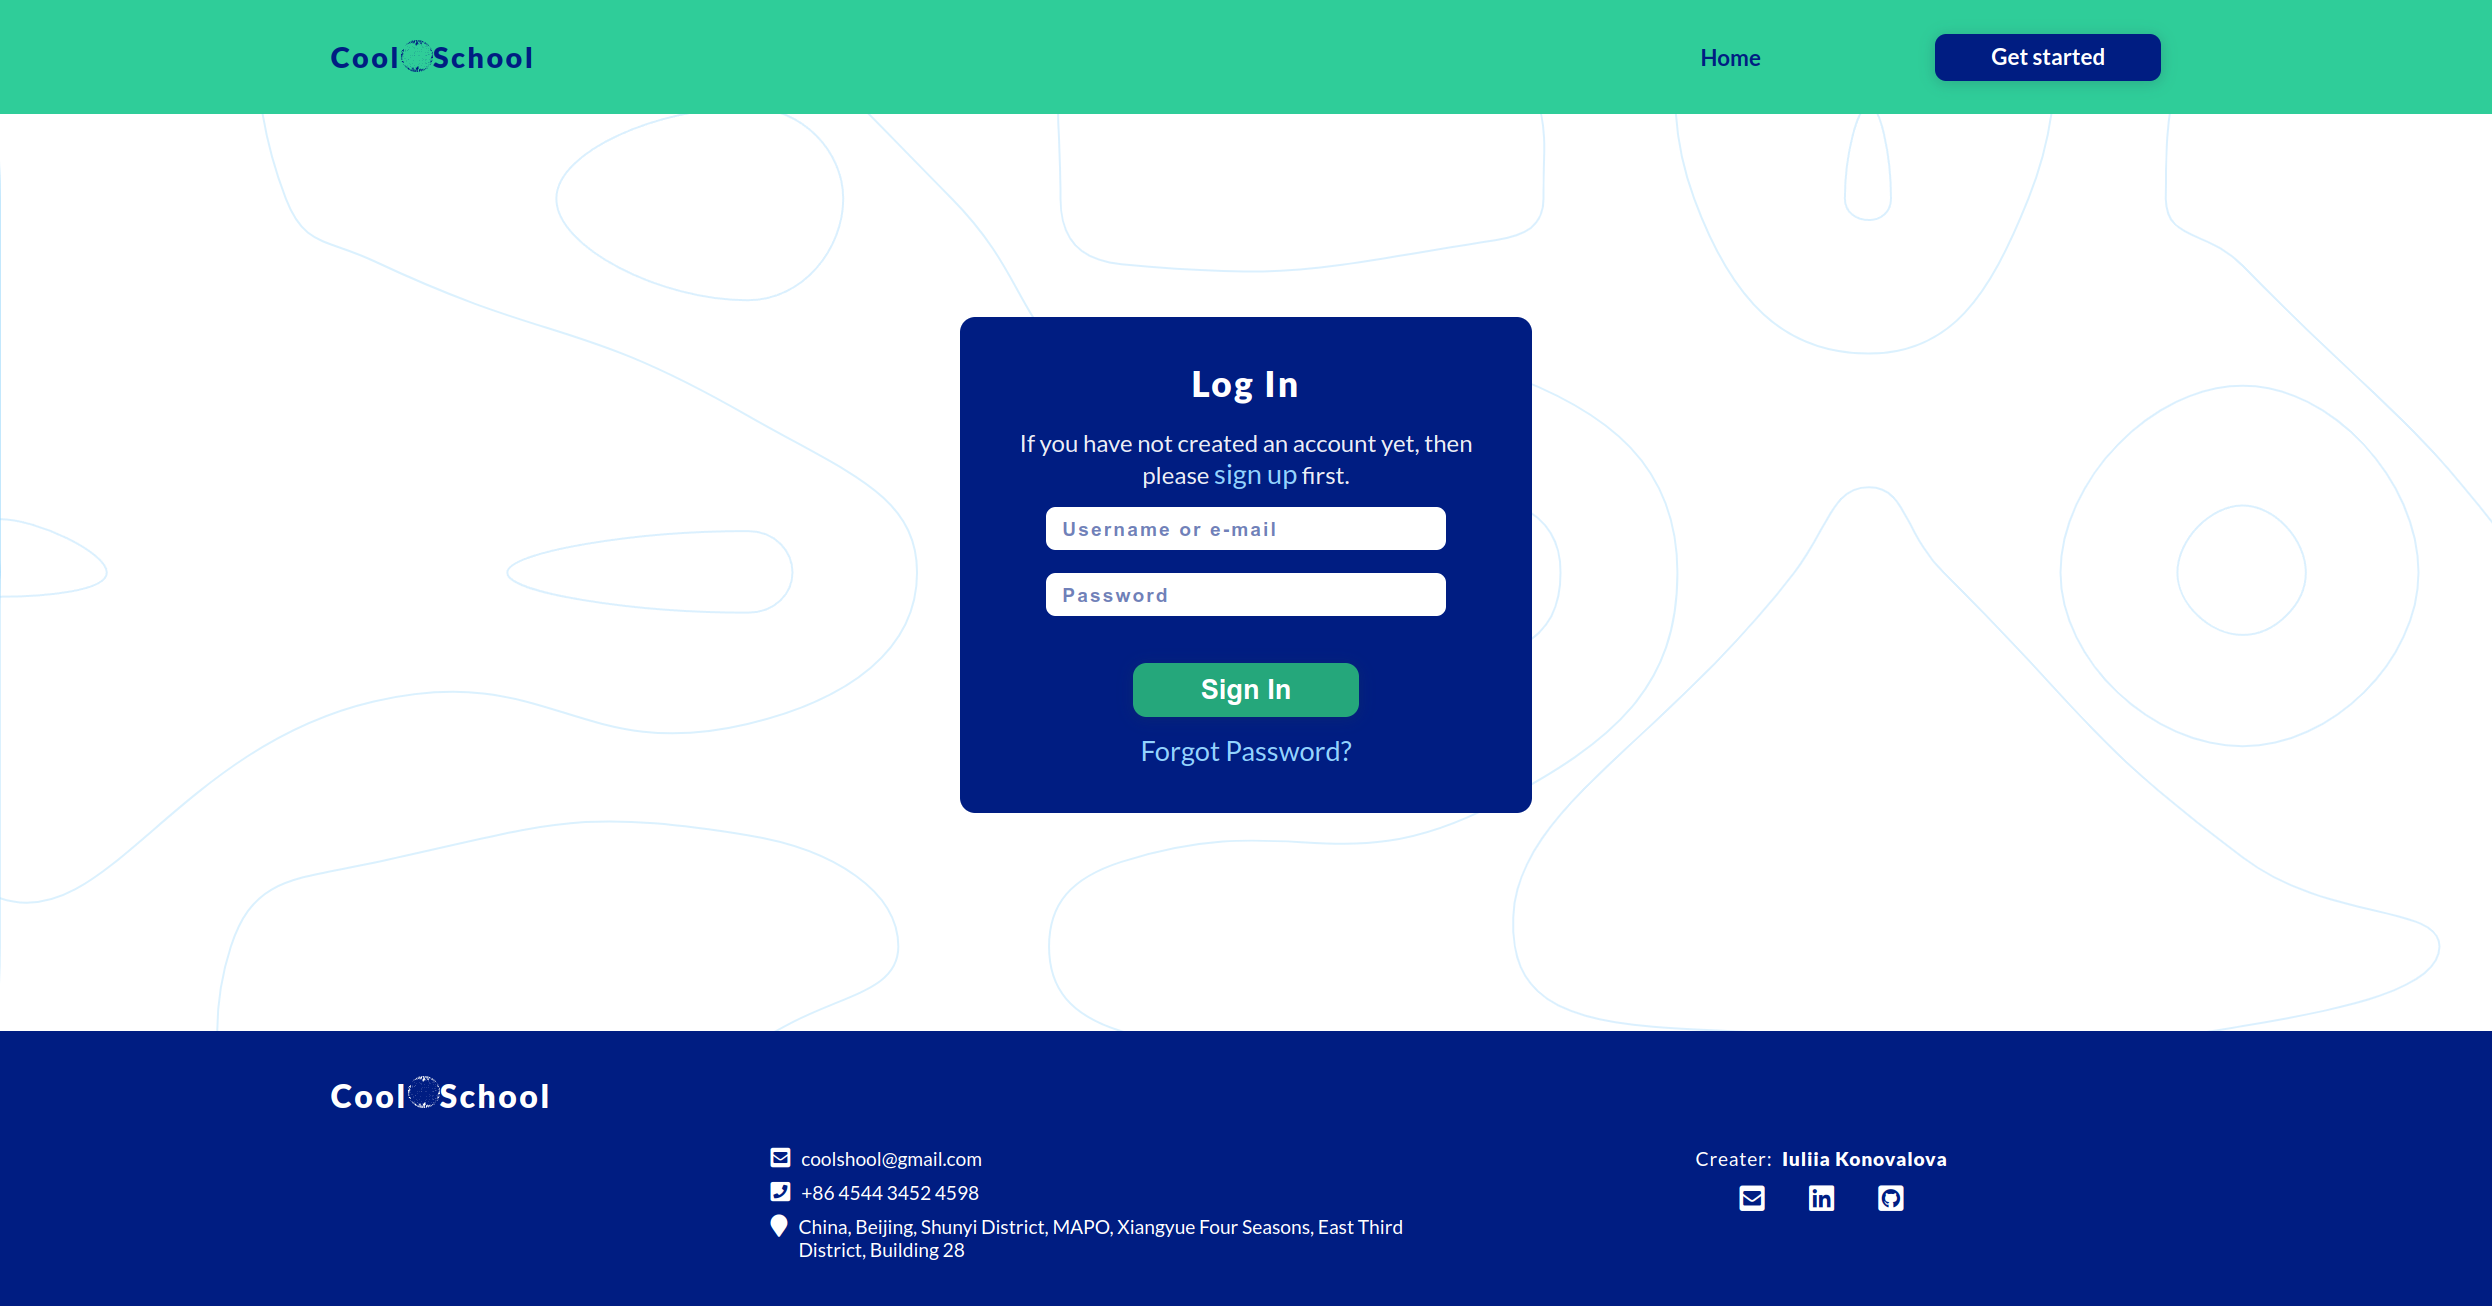 Cool School
Home
Get started
Log In
If you have not created an account yet, then
please sign up first.
Username or e-mail
Password
Sign In
Forgot Password?
Cool School
coolshool@gmail.com
+86 4544 3452 4598
China, Beijing, Shunyi District, MAPO, Xiangyue Four Seasons, East Third
District, Building 28
Creater: Iuliia Konovalova